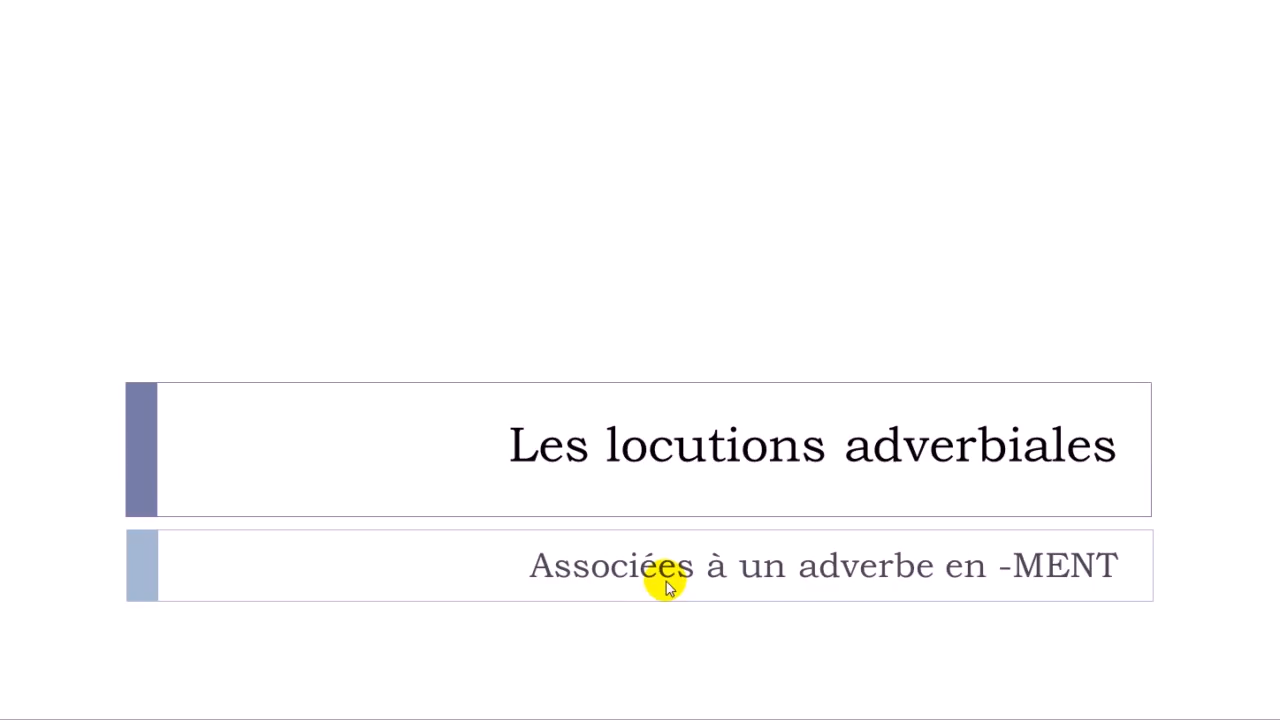 Les locutions adverbiales
Associées à un adverbe en -MENT